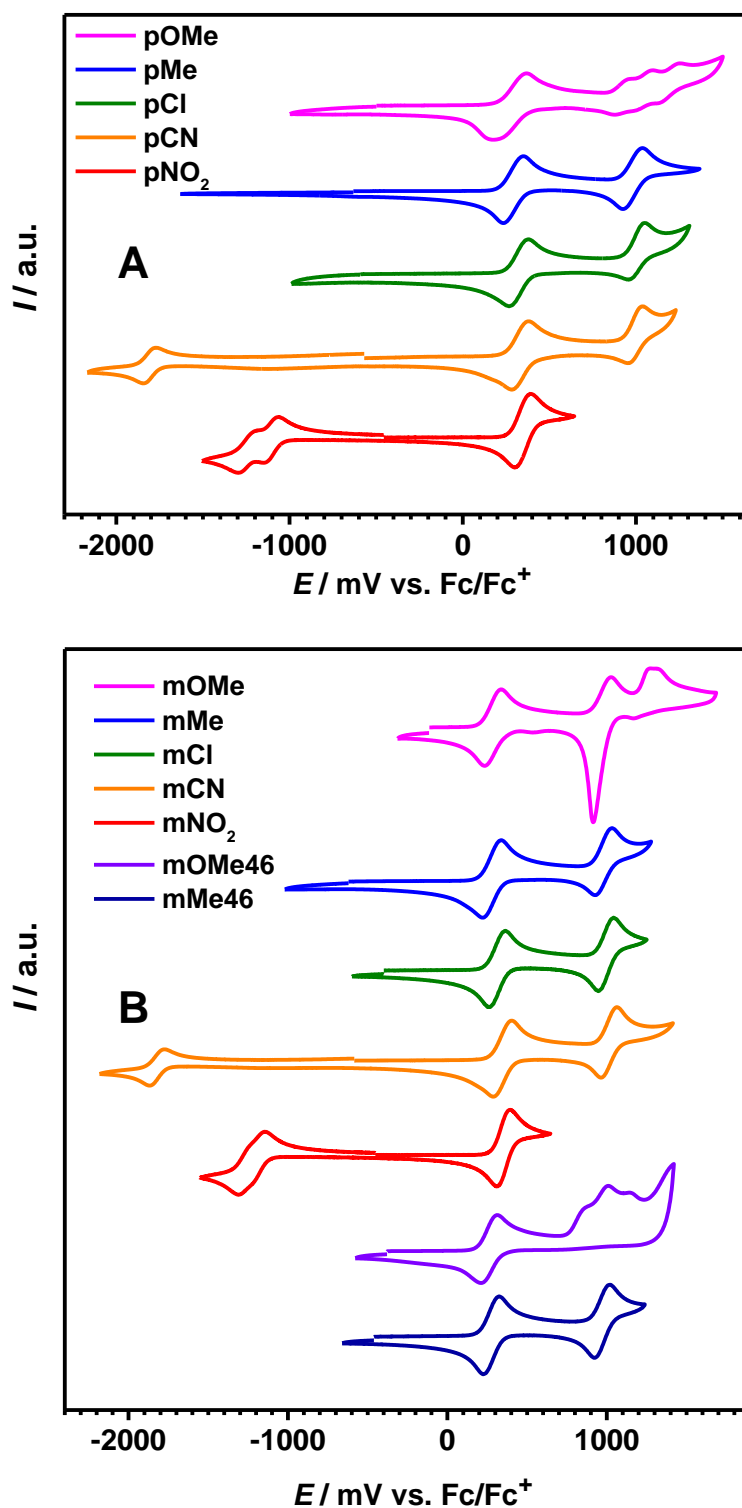 pOMe
pMe
pCl
pCN
pNO₂
A
I / a.u.
-2000 -1000 0 1000
E / mV vs. Fc/Fc⁺
mOMe
mMe
mCl
mCN
mNO₂
mOMe46
mMe46
B
I / a.u.
-2000 -1000 0 1000
E / mV vs. Fc/Fc⁺